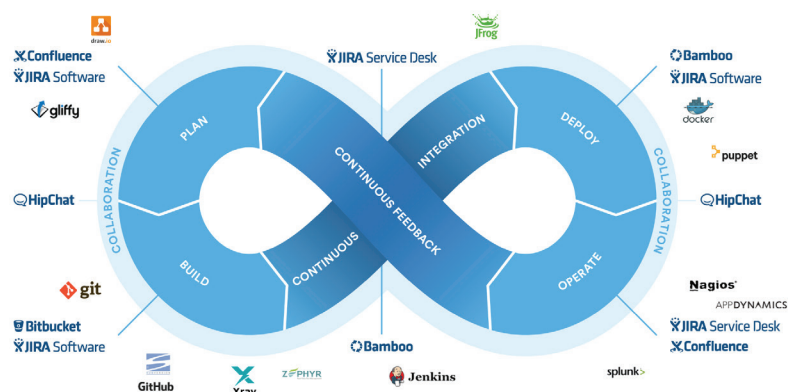 draw.io
JFrog
Confluence
JIRA Software
gliffy
JIRA Service Desk
Bamboo
JIRA Software
docker
puppet
PLAN
CONTINUOUS FEEDBACK
INTEGRATION
DEPLOY
COLLABORATION
COLLABORATION
HipChat
HipChat
BUILD
CONTINUOUS
OPERATE
git
Nagios®
APPDYNAMICS
Bitbucket
JIRA Software
JIRA Service Desk
Confluence
Bamboo
GitHub
Xray
ZEPHYR
Jenkins
splunk>